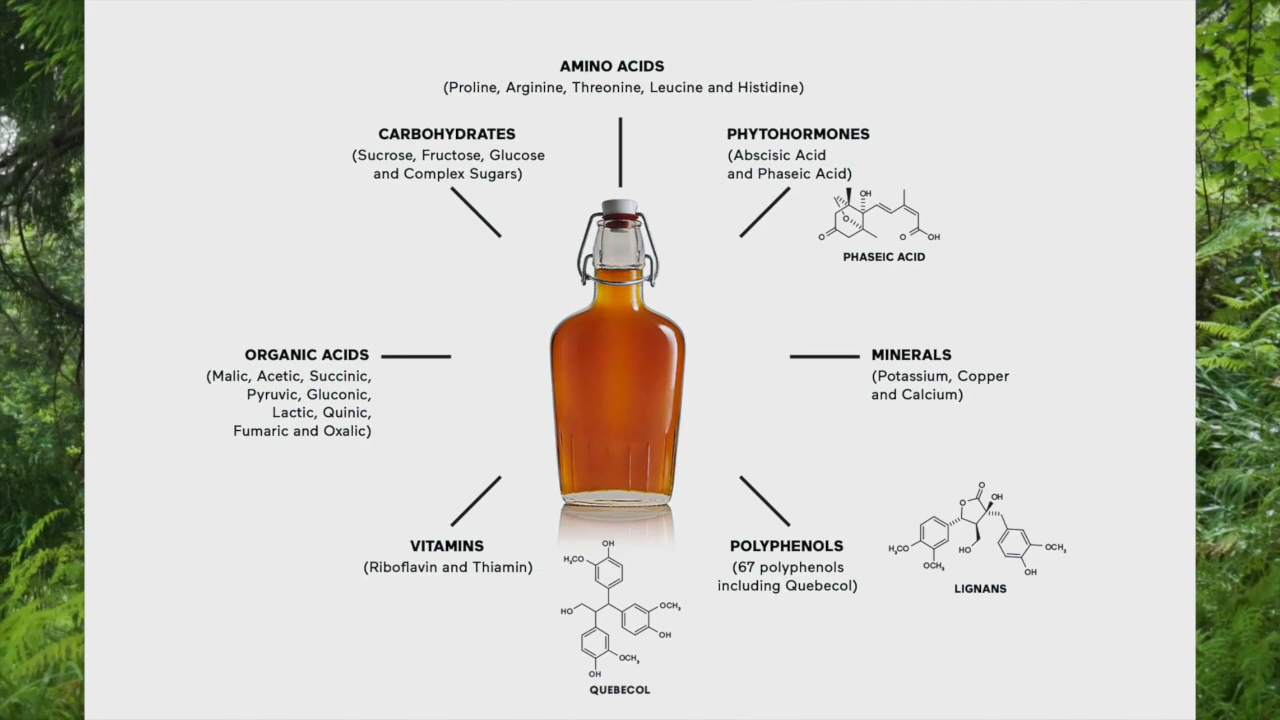 AMINO ACIDS
(Proline, Arginine, Threonine, Leucine and Histidine)
CARBOHYDRATES
(Sucrose, Fructose, Glucose
and Complex Sugars)
PHYTOHORMONES
(Abscisic Acid
and Phaseic Acid)
OH
O
O
O
OH
PHASEIC ACID
ORGANIC ACIDS
(Malic, Acetic, Succinic,
Pyruvic, Gluconic,
Lactic, Quinic,
Fumaric and Oxalic)
MINERALS
(Potassium, Copper
and Calcium)
VITAMINS
(Riboflavin and Thiamin)
OH
H₃CO
HO
OCH₃
OH
OCH₃
OH
QUEBECOL
POLYPHENOLS
(67 polyphenols
including Quebecol)
O
OH
O
H₃CO
OCH₃
HO
OCH₃
OH
LIGNANS